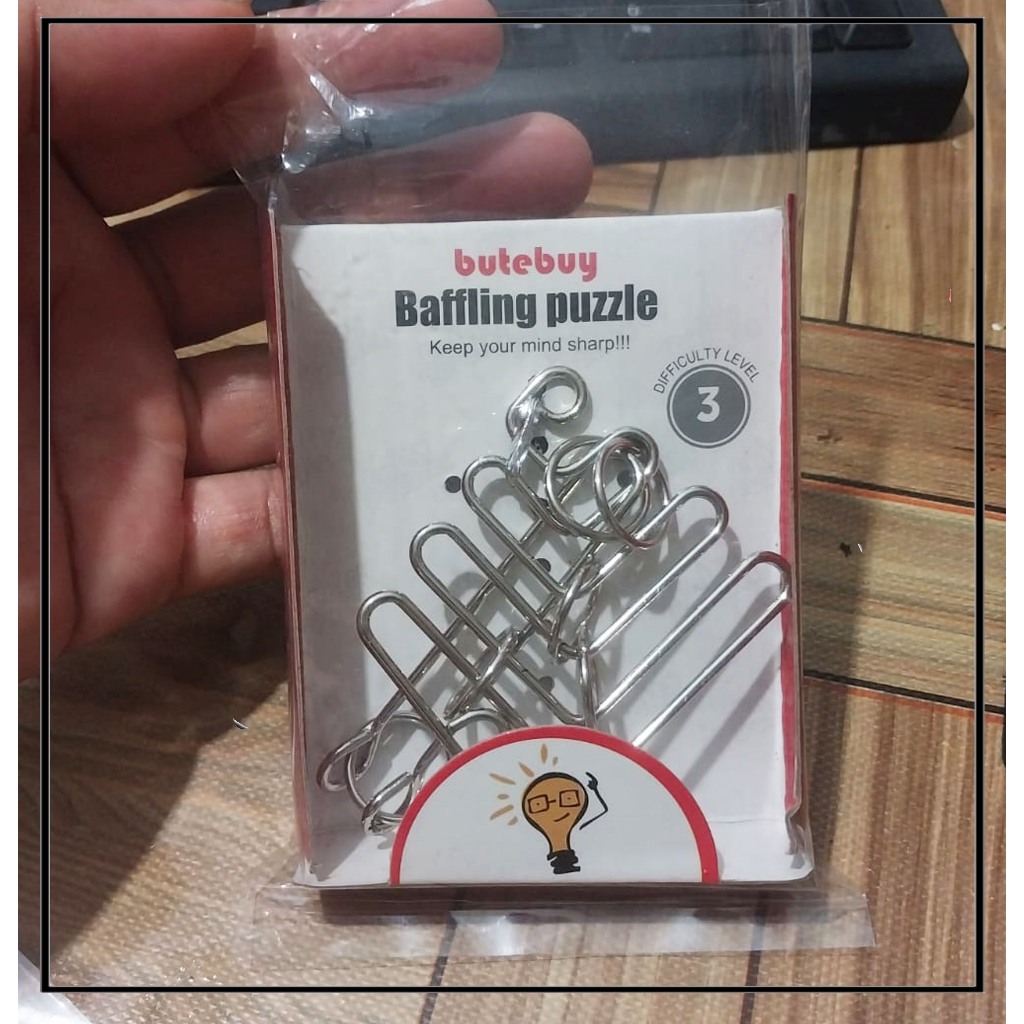 butebuy
Baffling puzzle
Keep your mind sharp!!!
DIFFICULTY LEVEL
3